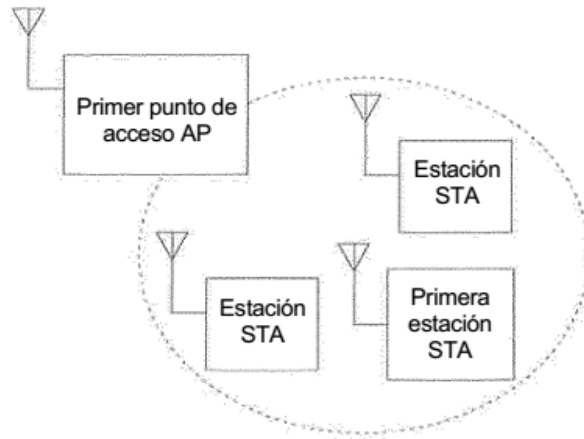 Primer punto de
acceso AP
Estación
STA
Estación
STA
Primera
estación
STA